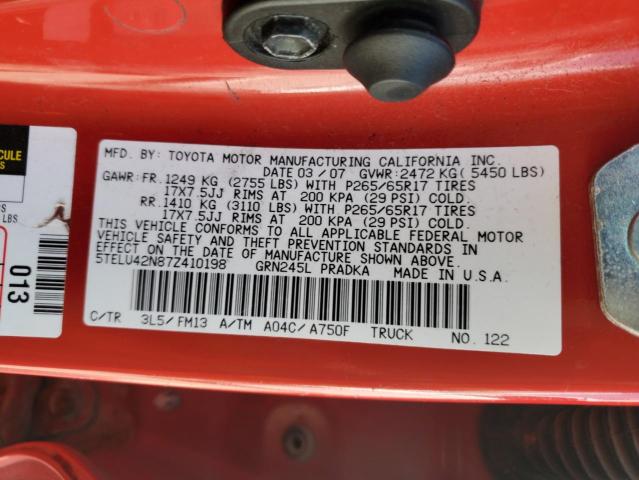 MFD. BY: TOYOTA MOTOR MANUFACTURING CALIFORNIA INC.
DATE 03/07 GVWR:2472 KG( 5450 LBS)
GAWR:FR.1249 KG (2755 LBS) WITH P265/65R17 TIRES
17X7.5JJ RIMS AT 200 KPA (29 PSI) COLD.
RR.1410 KG (3110 LBS) WITH P265/65R17 TIRES
17X7.5JJ RIMS AT 200 KPA (29 PSI) COLD.
THIS VEHICLE CONFORMS TO ALL APPLICABLE FEDERAL MOTOR
VEHICLE SAFETY AND THEFT PREVENTION STANDARDS IN
EFFECT ON THE DATE OF MANUFACTURE SHOWN ABOVE.
5TELU42N87Z410198 GRN245L PRADKA MADE IN U.S.A.
C/TR 3L5/FM13 A/TM A04C/A750F TRUCK NO. 122
LBS
013